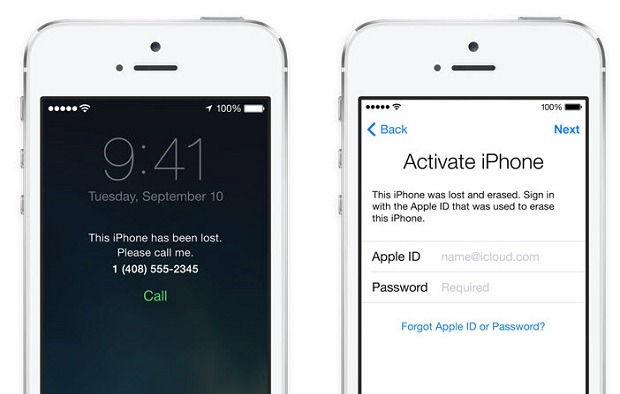 100%
9:41
Tuesday, September 10
This iPhone has been lost.
Please call me.
1 (408) 555-2345
Call
100%
Back
Next
Activate iPhone
This iPhone was lost and erased. Sign in
with the Apple ID that was used to erase
this iPhone.
Apple ID name@icloud.com
Password Required
Forgot Apple ID or Password?